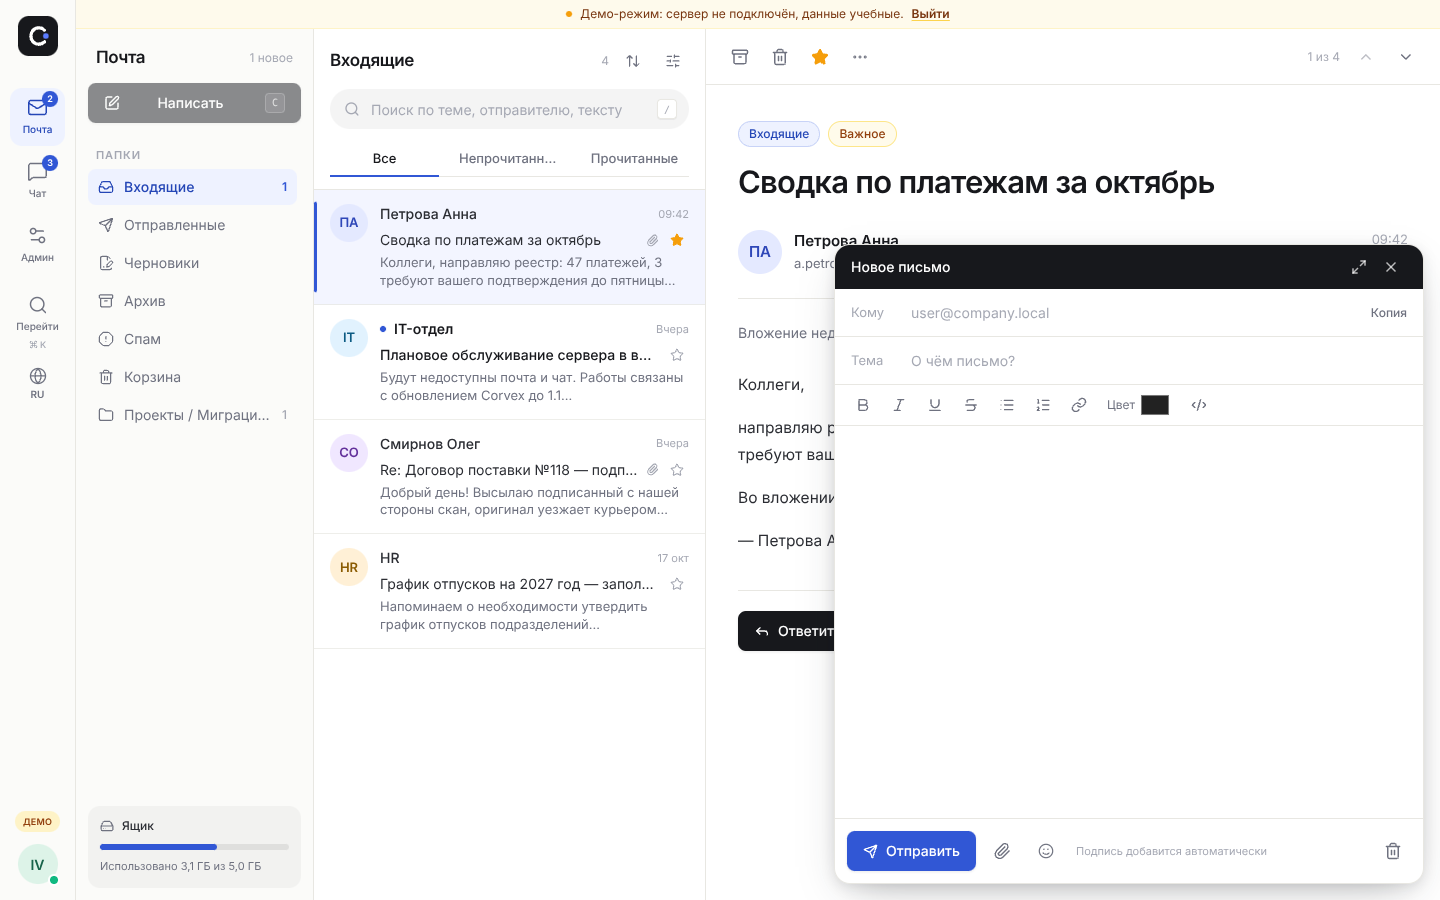 Демо-режим: сервер не подключён, данные учебные. Выйти
2
Почта
3
Чат
Админ
Перейти
⌘ K
RU
ДЕМО
IV
Почта
1 новое
Написать
C
ПАПКИ
Входящие 1
Отправленные
Черновики
Архив
Спам
Корзина
Проекты / Миграци... 1
Ящик
Использовано 3,1 ГБ из 5,0 ГБ
Входящие
4
Поиск по теме, отправителю, тексту
/
Все
Непрочитанн...
Прочитанные
ПА
Петрова Анна
09:42
Сводка по платежам за октябрь
Коллеги, направляю реестр: 47 платежей, 3
требуют вашего подтверждения до пятницы...
IT
IT-отдел
Вчера
Плановое обслуживание сервера в в...
Будут недоступны почта и чат. Работы связаны
с обновлением Corvex до 1.1...
СО
Смирнов Олег
Вчера
Re: Договор поставки №118 — подп...
Добрый день! Высылаю подписанный с нашей
стороны скан, оригинал уезжает курьером...
HR
HR
17 окт
График отпусков на 2027 год — запол...
Напоминаем о необходимости утвердить
график отпусков подразделений...
1 из 4
Входящие
Важное
Сводка по платежам за октябрь
ПА
Петрова Анна
09:42
a.petro
Вложение нед
Коллеги,
направляю р
требуют ваш
Во вложении
— Петрова А
Ответит
Новое письмо
Кому
user@company.local
Копия
Тема
О чём письмо?
B I U S
Цвет
</>
Отправить
Подпись добавится автоматически